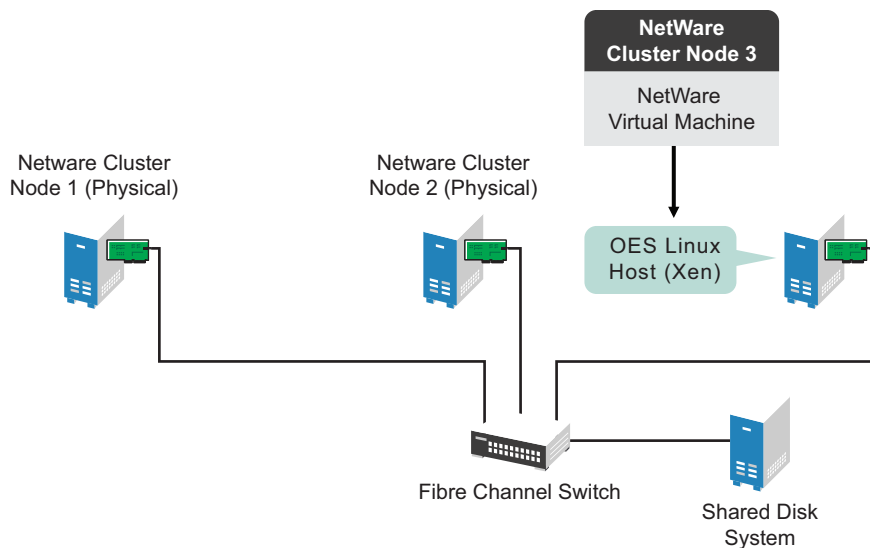 NetWare
Cluster Node 3
NetWare
Virtual Machine
Netware Cluster
Node 1 (Physical)
Netware Cluster
Node 2 (Physical)
OES Linux
Host (Xen)
Fibre Channel Switch
Shared Disk
System